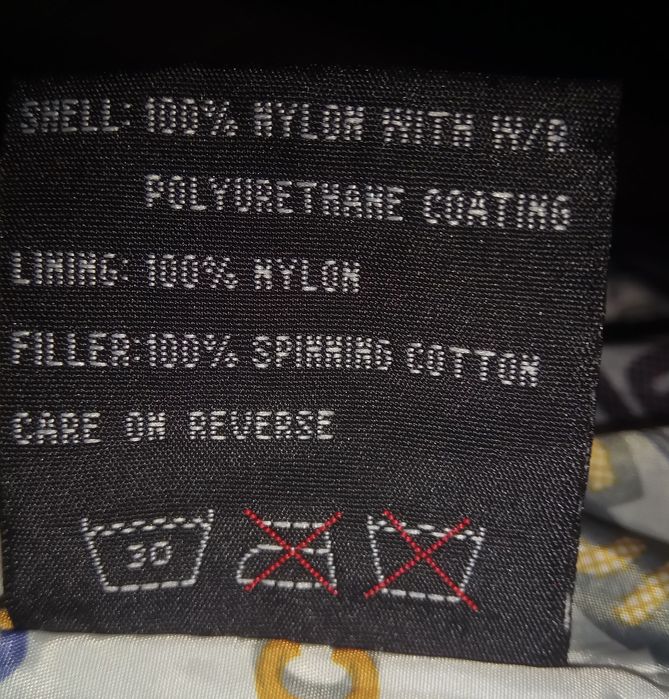 SHELL: 100% NYLON WITH W/R
POLYURETHANE COATING
LINING: 100% NYLON
FILLER:100% SPINNING COTTON
CARE ON REVERSE
30